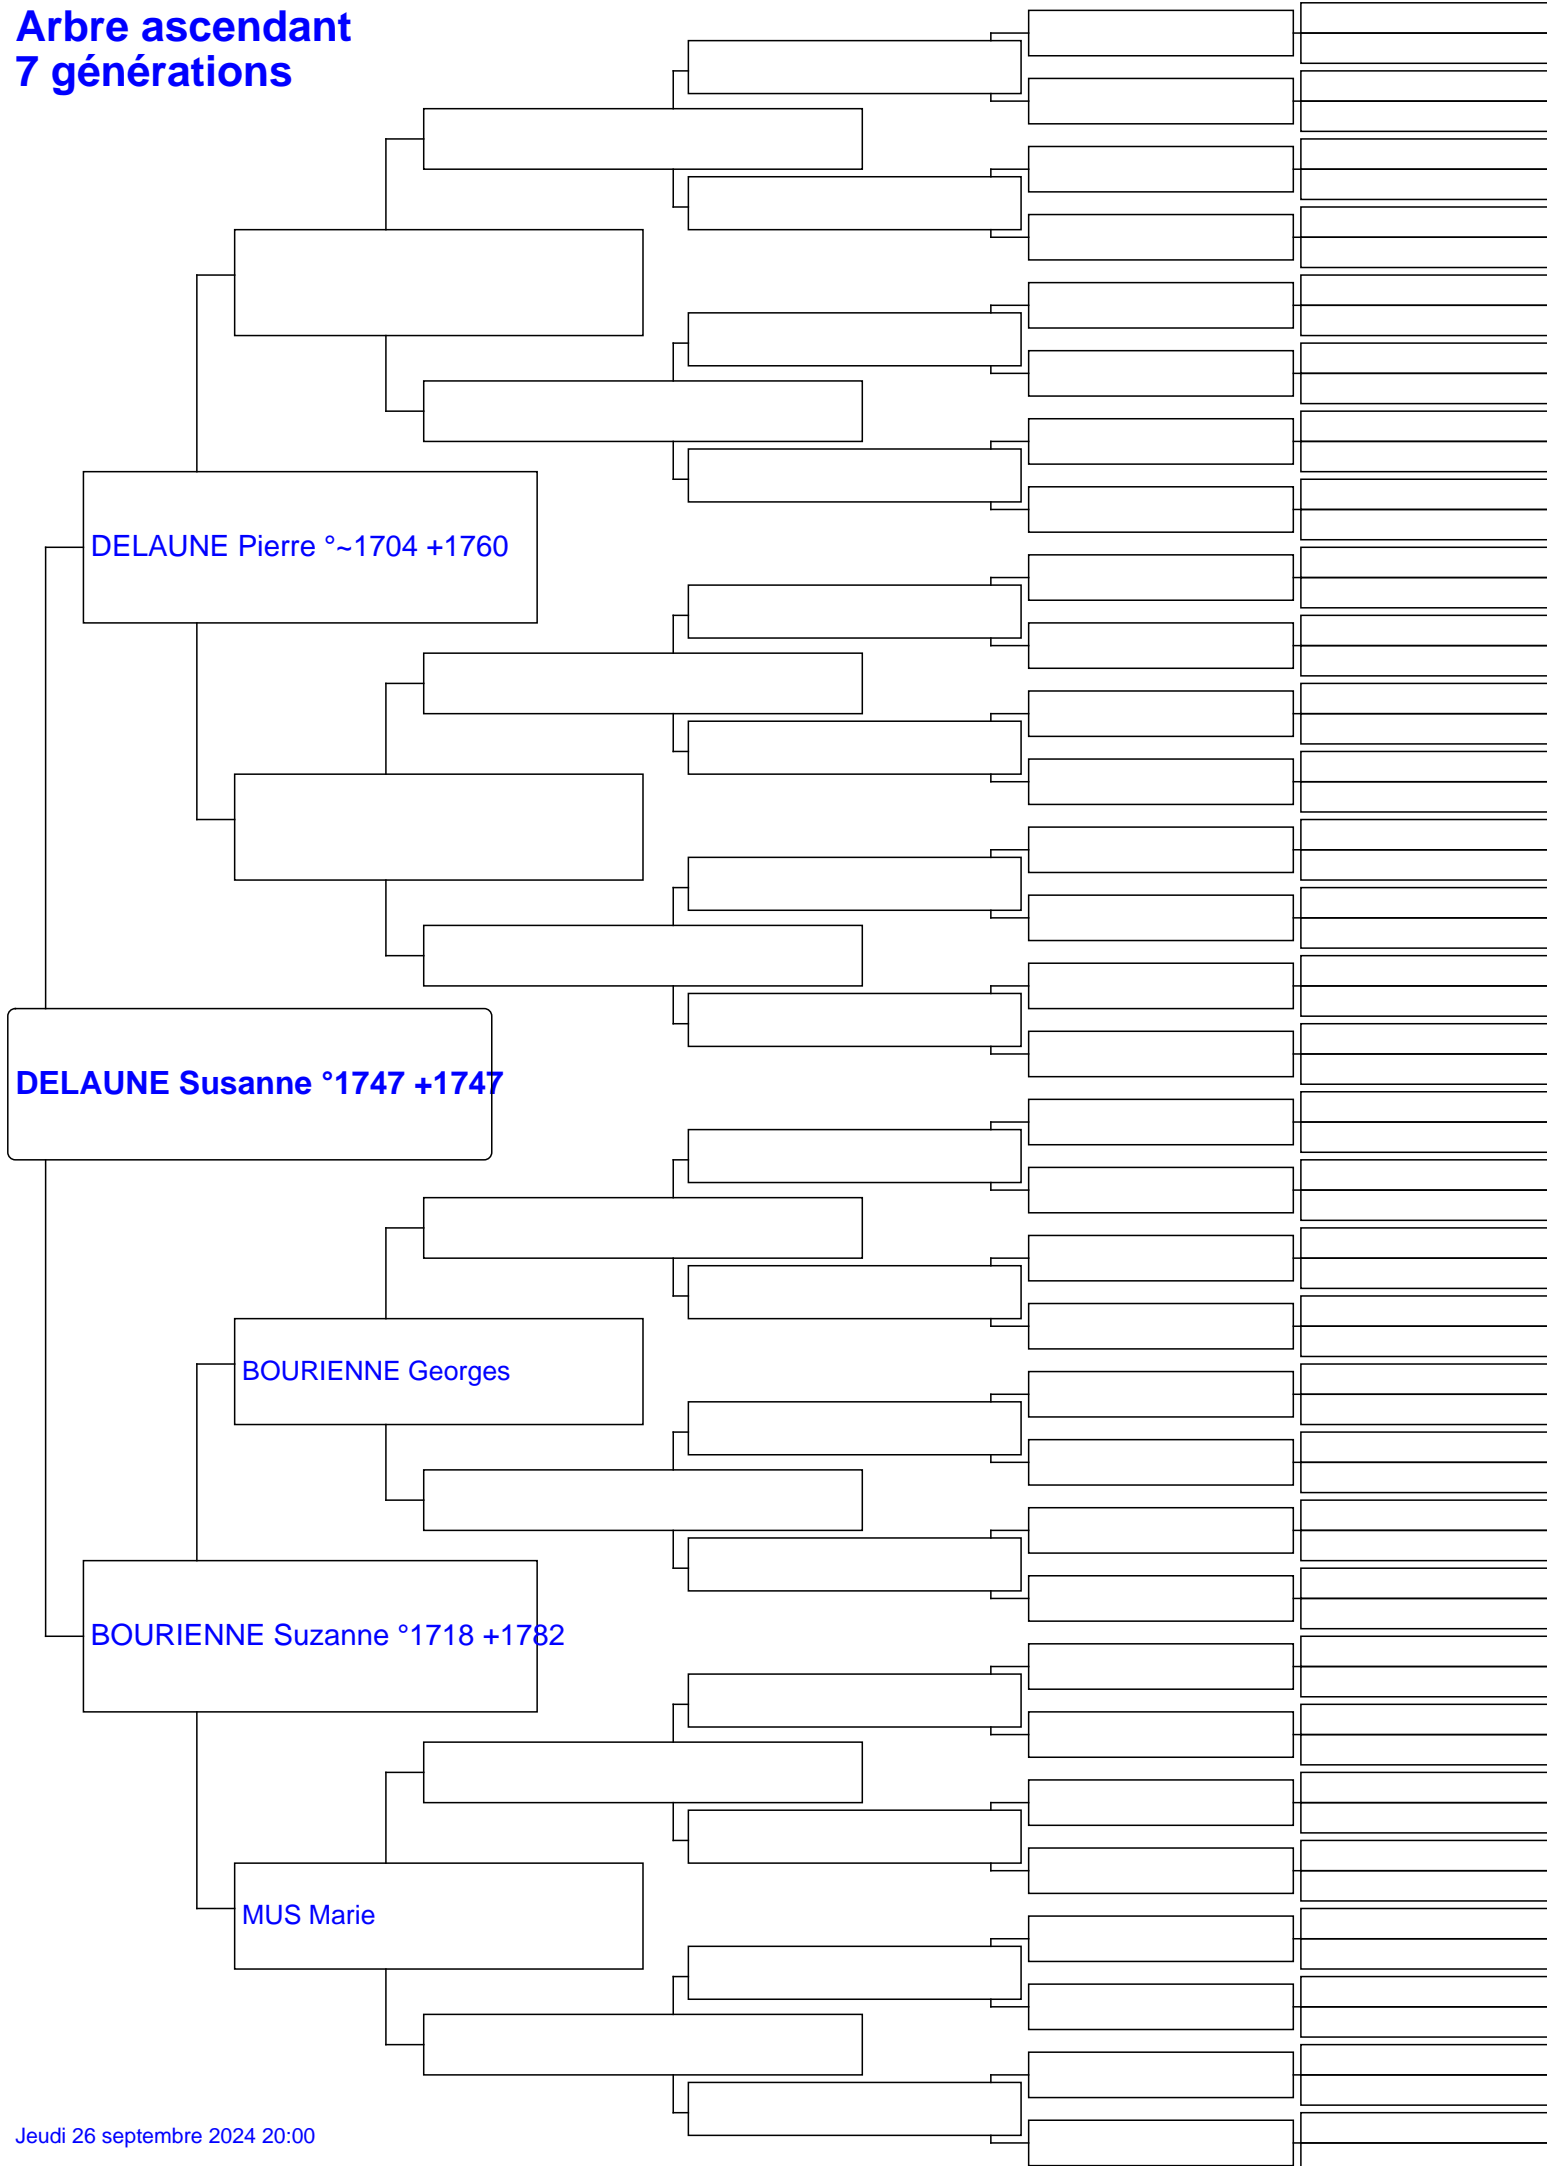 Arbre ascendant
7 générations
DELAUNE Pierre °~1704 +1760
DELAUNE Susanne °1747 +1747
BOURIENNE Georges
BOURIENNE Suzanne °1718 +1782
MUS Marie
Jeudi 26 septembre 2024 20:00